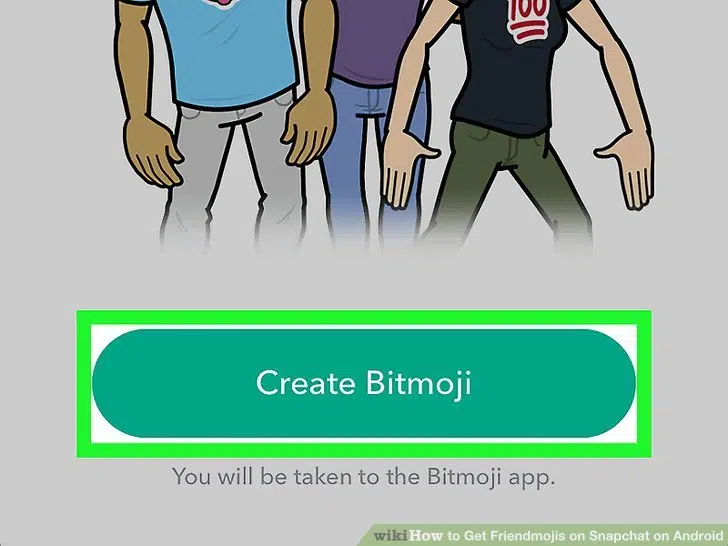 100
Create Bitmoji
You will be taken to the Bitmoji app.
wikiHow to Get Friendmojis on Snapchat on Android